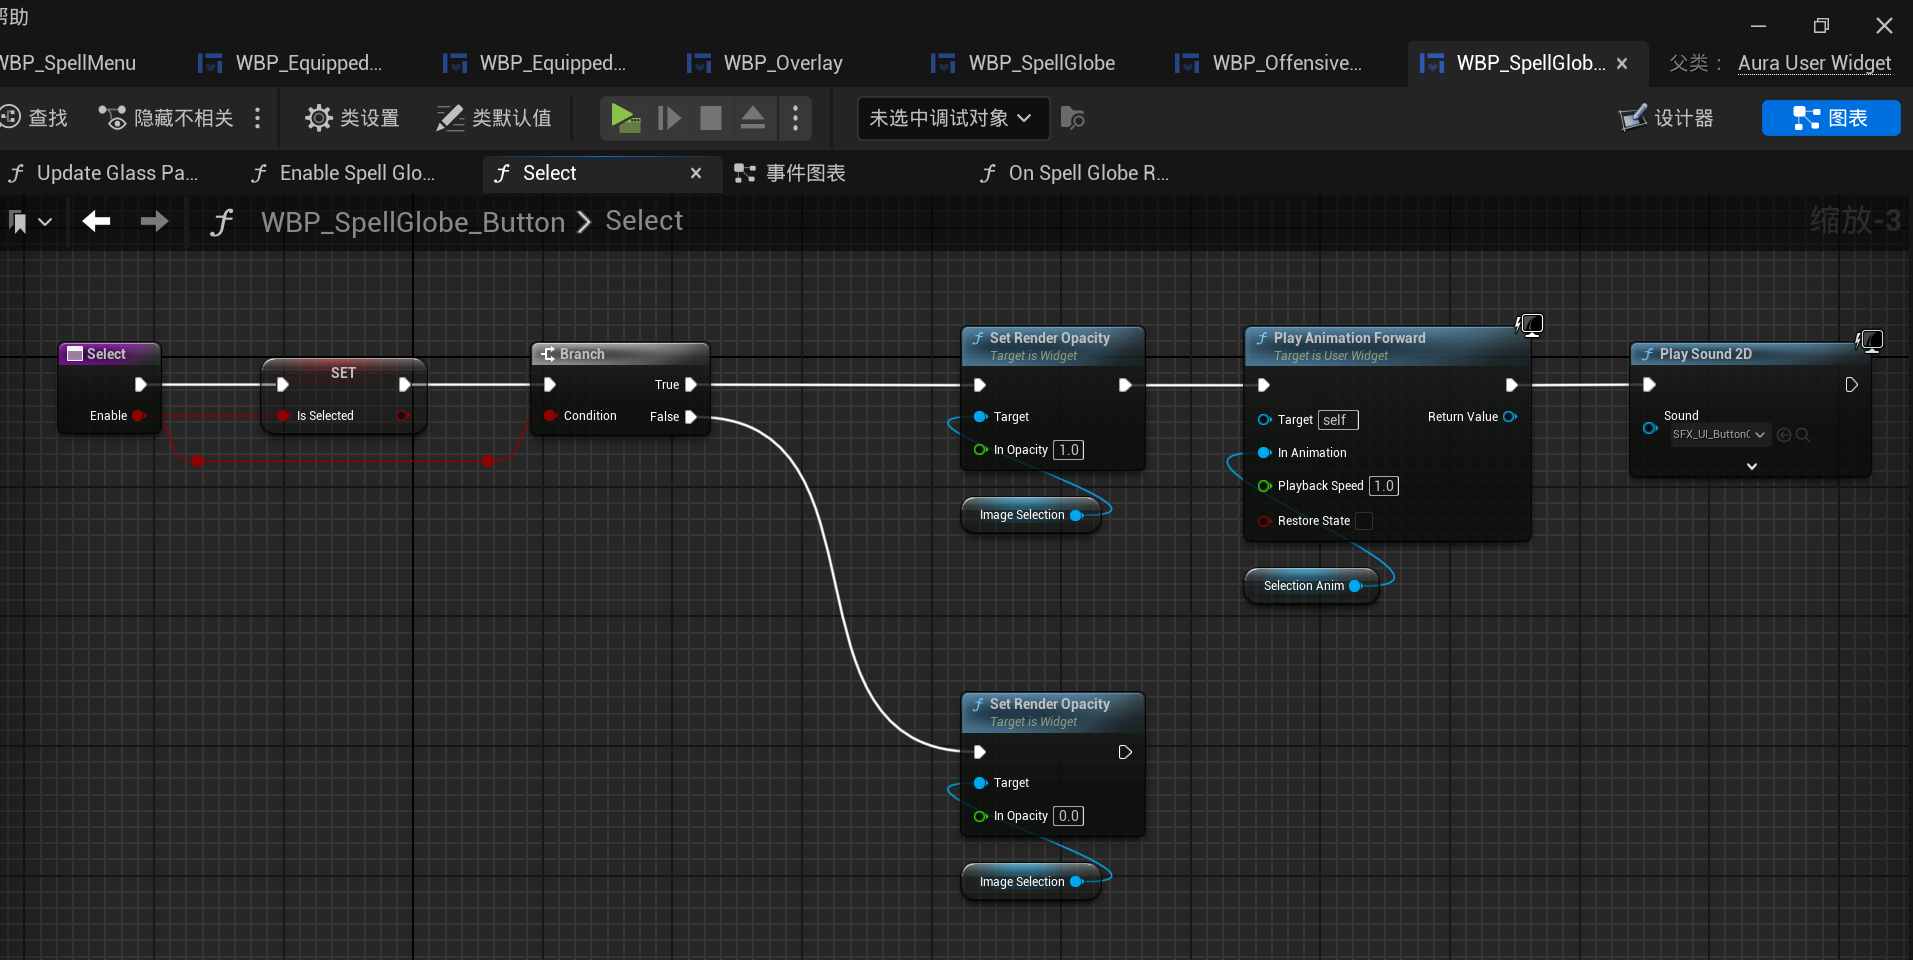 帮助
WBP_SpellMenu
WBP_Equipped...
WBP_Equipped...
WBP_Overlay
WBP_SpellGlobe
WBP_Offensive...
WBP_SpellGlob...
父类：
Aura User Widget
查找
隐藏不相关
类设置
类默认值
未选中调试对象
设计器
图表
Update Glass Pa...
Enable Spell Glo...
Select
事件图表
On Spell Globe R...
WBP_SpellGlobe_Button
Select
缩放-3
Select
Enable
SET
Is Selected
Branch
True
Condition
False
Set Render Opacity
Target is Widget
Target
In Opacity 1.0
Image Selection
Play Animation Forward
Target is User Widget
Target self
Return Value
In Animation
Playback Speed 1.0
Restore State
Selection Anim
Play Sound 2D
Sound
SFX_UI_Button
Set Render Opacity
Target is Widget
Target
In Opacity 0.0
Image Selection